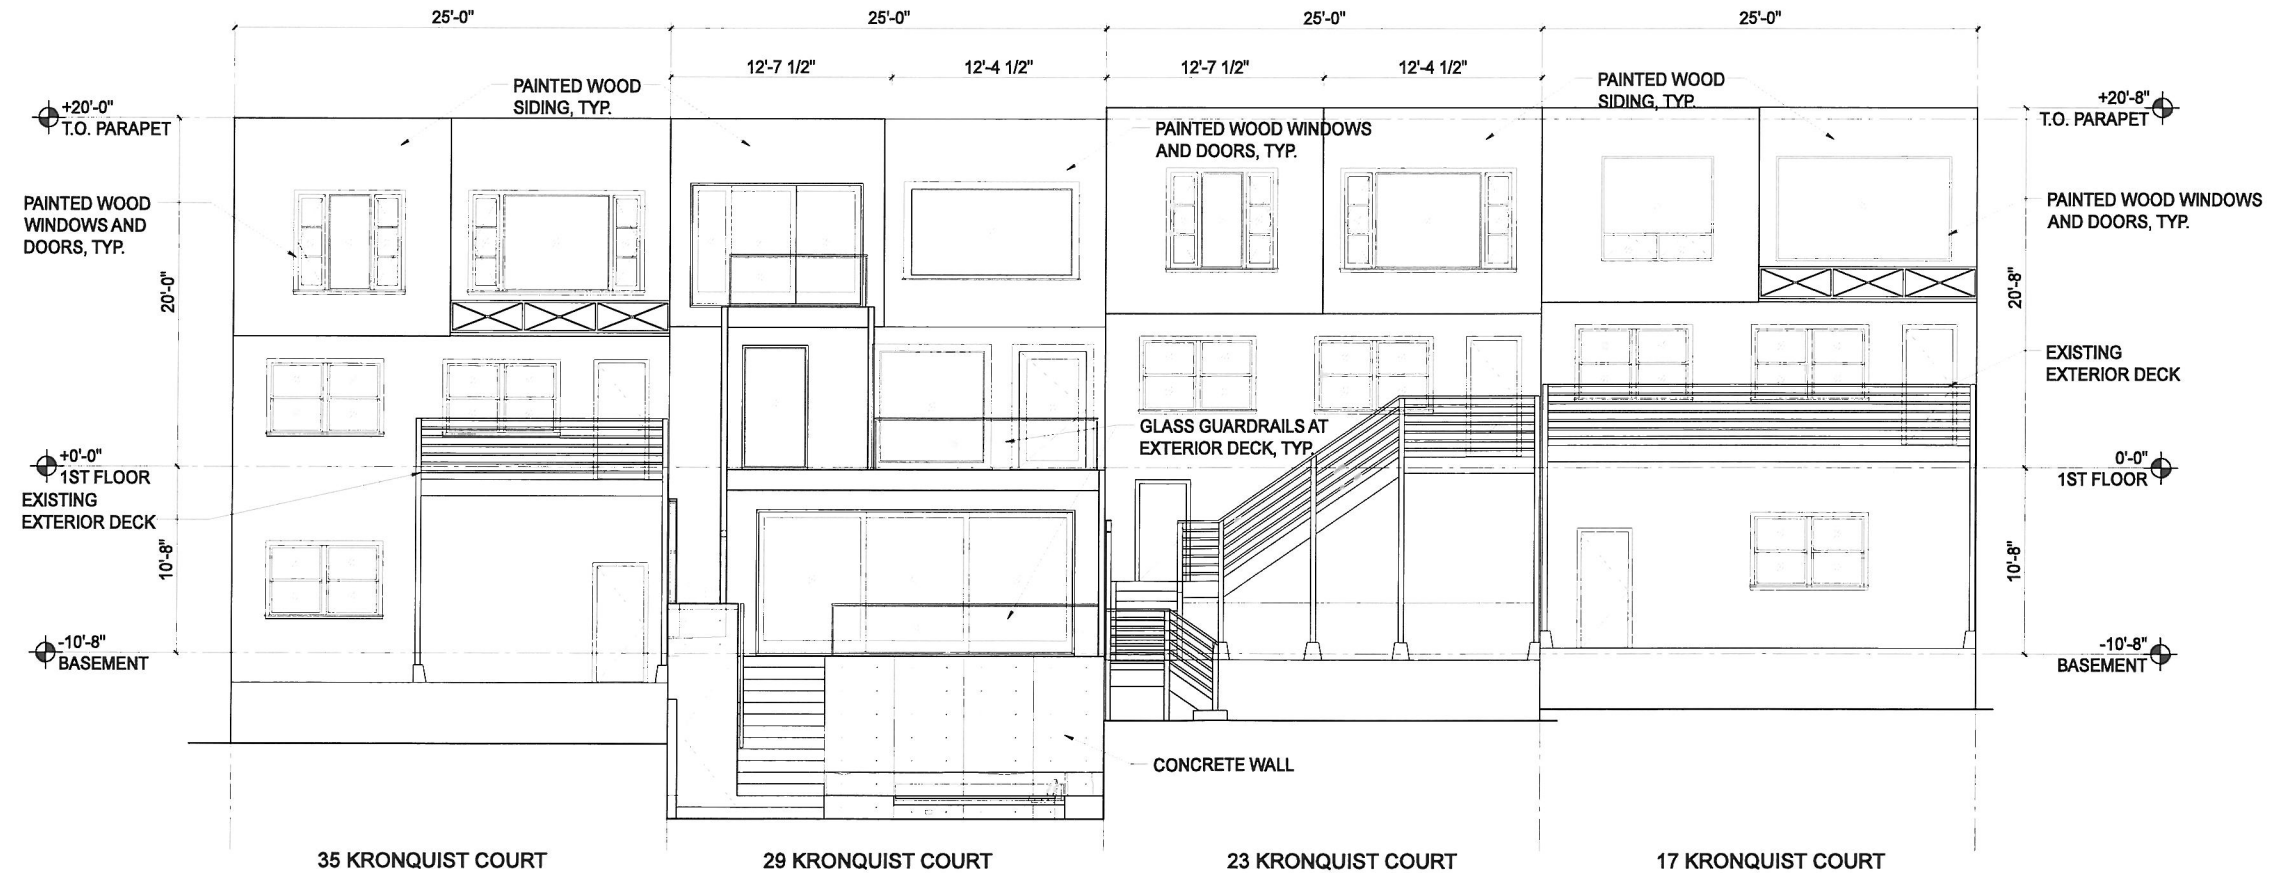 25'-0"
25'-0"
25'-0"
25'-0"
12'-7 1/2"
12'-4 1/2"
12'-7 1/2"
12'-4 1/2"
PAINTED WOOD
SIDING, TYP.
PAINTED WOOD
SIDING, TYP.
+20'-0"
T.O. PARAPET
+20'-8"
T.O. PARAPET
PAINTED WOOD WINDOWS
AND DOORS, TYP.
PAINTED WOOD
WINDOWS AND
DOORS, TYP.
PAINTED WOOD WINDOWS
AND DOORS, TYP.
20'-0"
20'-8"
EXISTING
EXTERIOR DECK
GLASS GUARDRAILS AT
EXTERIOR DECK, TYP.
+0'-0"
1ST FLOOR
0'-0"
1ST FLOOR
EXISTING
EXTERIOR DECK
10'-8"
10'-8"
-10'-8"
BASEMENT
-10'-8"
BASEMENT
CONCRETE WALL
35 KRONQUIST COURT
29 KRONQUIST COURT
23 KRONQUIST COURT
17 KRONQUIST COURT